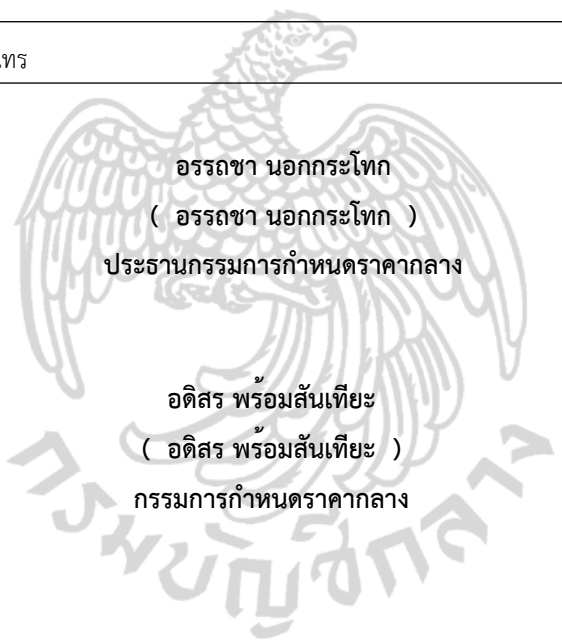 อรรถชา นอกกระโทก
( อรรถชา นอกกระโทก )
ประธานกรรมการกำหนดราคากลาง
อดิสร พร้อมสันเทียะ
( อดิสร พร้อมสันเทียะ )
กรรมการกำหนดราคากลาง
กรมบัญชีกลาง